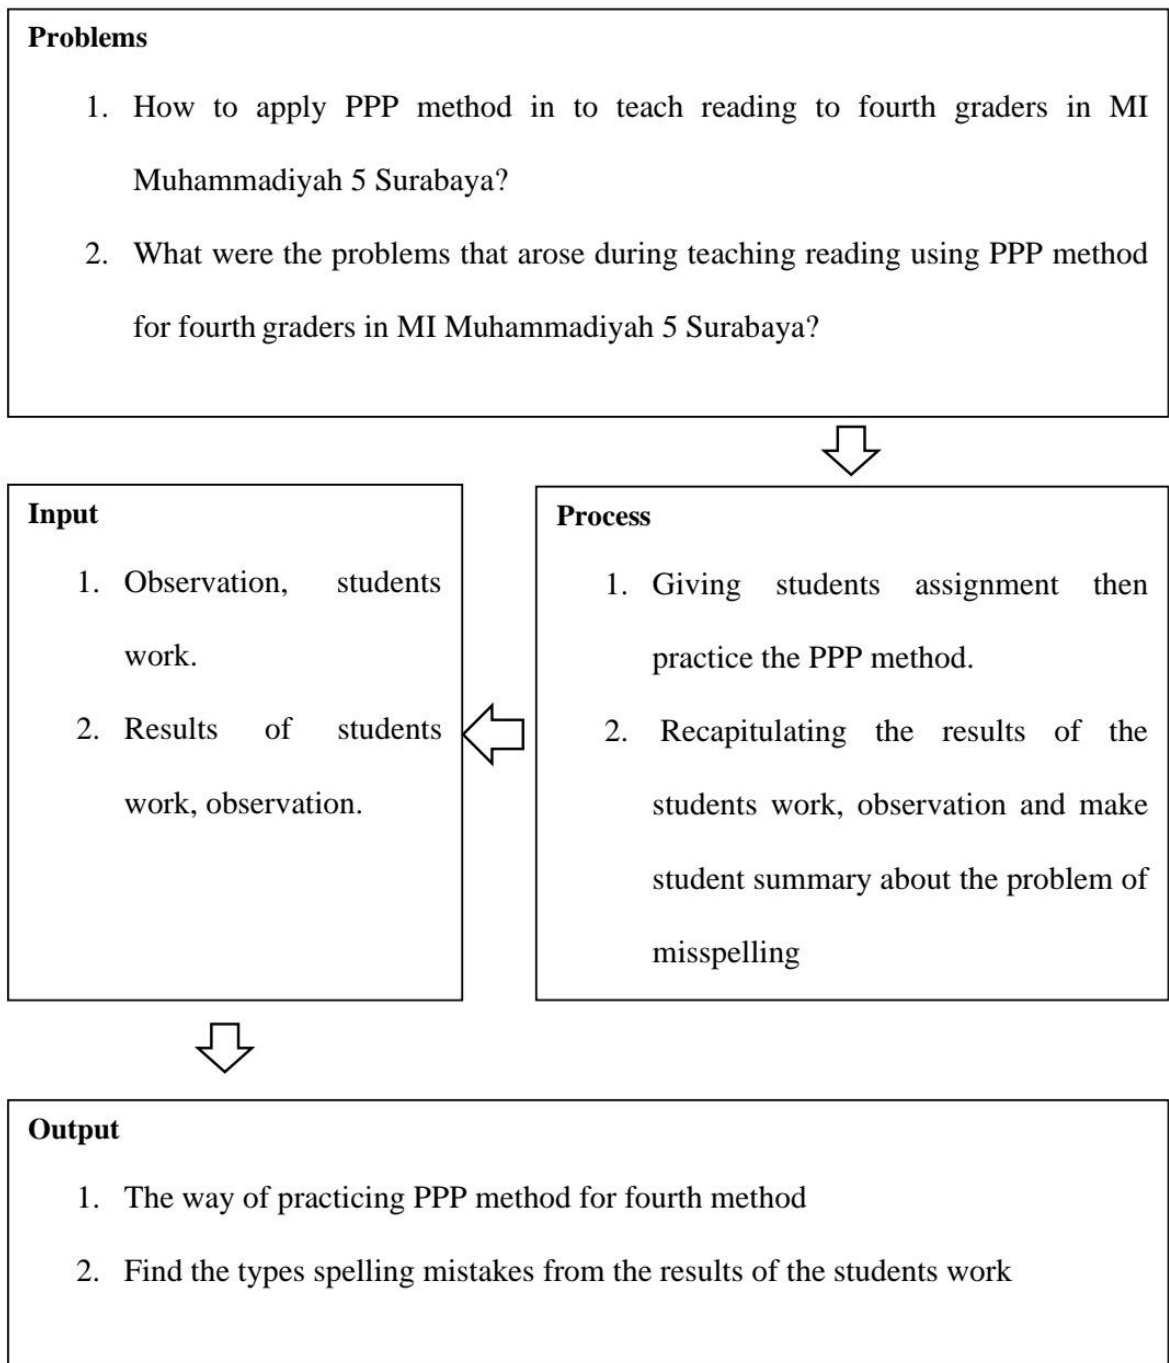 Problems
1. How to apply PPP method in to teach reading to fourth graders in MI
Muhammadiyah 5 Surabaya?
2. What were the problems that arose during teaching reading using PPP method
for fourth graders in MI Muhammadiyah 5 Surabaya?
Input
1. Observation, students
work.
2. Results of students
work, observation.
Process
1. Giving students assignment then
practice the PPP method.
2. Recapitulating the results of the
students work, observation and make
student summary about the problem of
misspelling
Output
1. The way of practicing PPP method for fourth method
2. Find the types spelling mistakes from the results of the students work